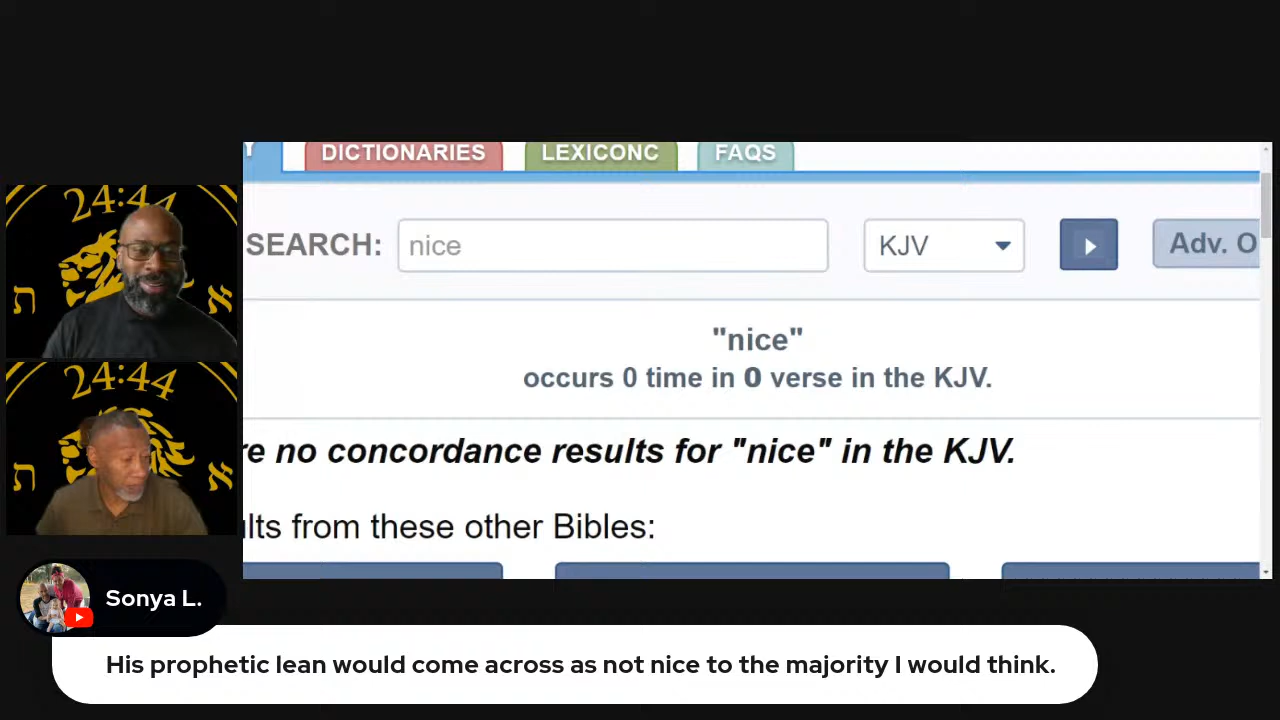 DICTIONARIES LEXICONC FAQS
SEARCH: nice KJV Adv. O
"nice"
occurs 0 time in 0 verse in the KJV.
re no concordance results for "nice" in the KJV.
ults from these other Bibles:
24:44
ת א
24:44
ת א
Sonya L.
His prophetic lean would come across as not nice to the majority I would think.